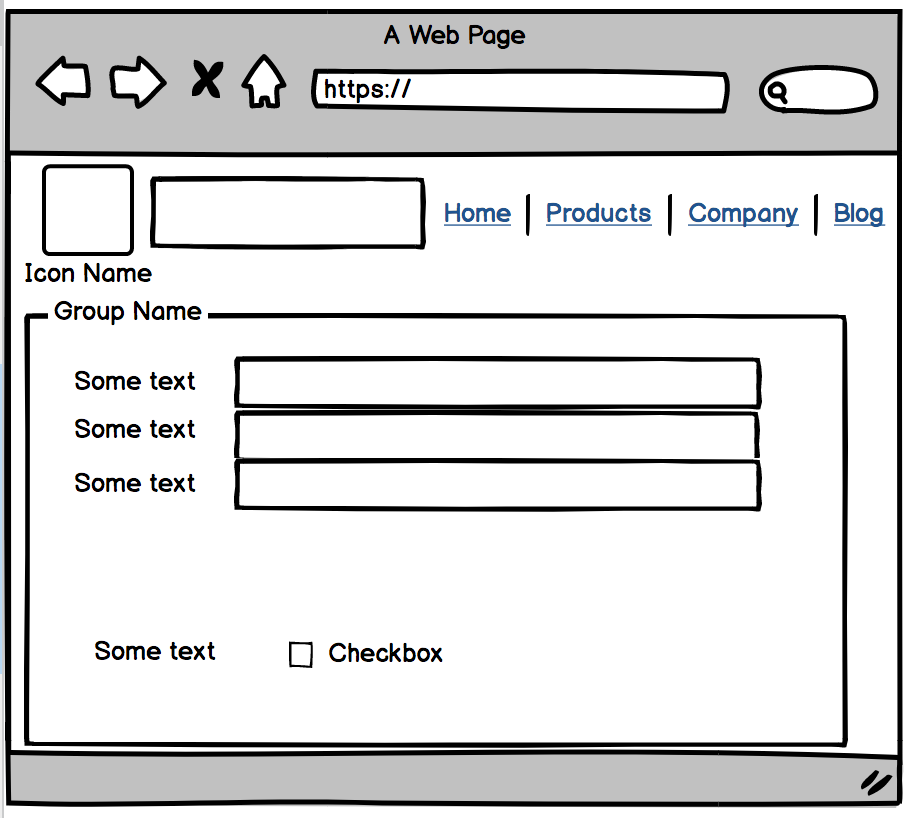 A Web Page
https://
Home Products Company Blog
Icon Name
Group Name
Some text
Some text
Some text
Some text Checkbox